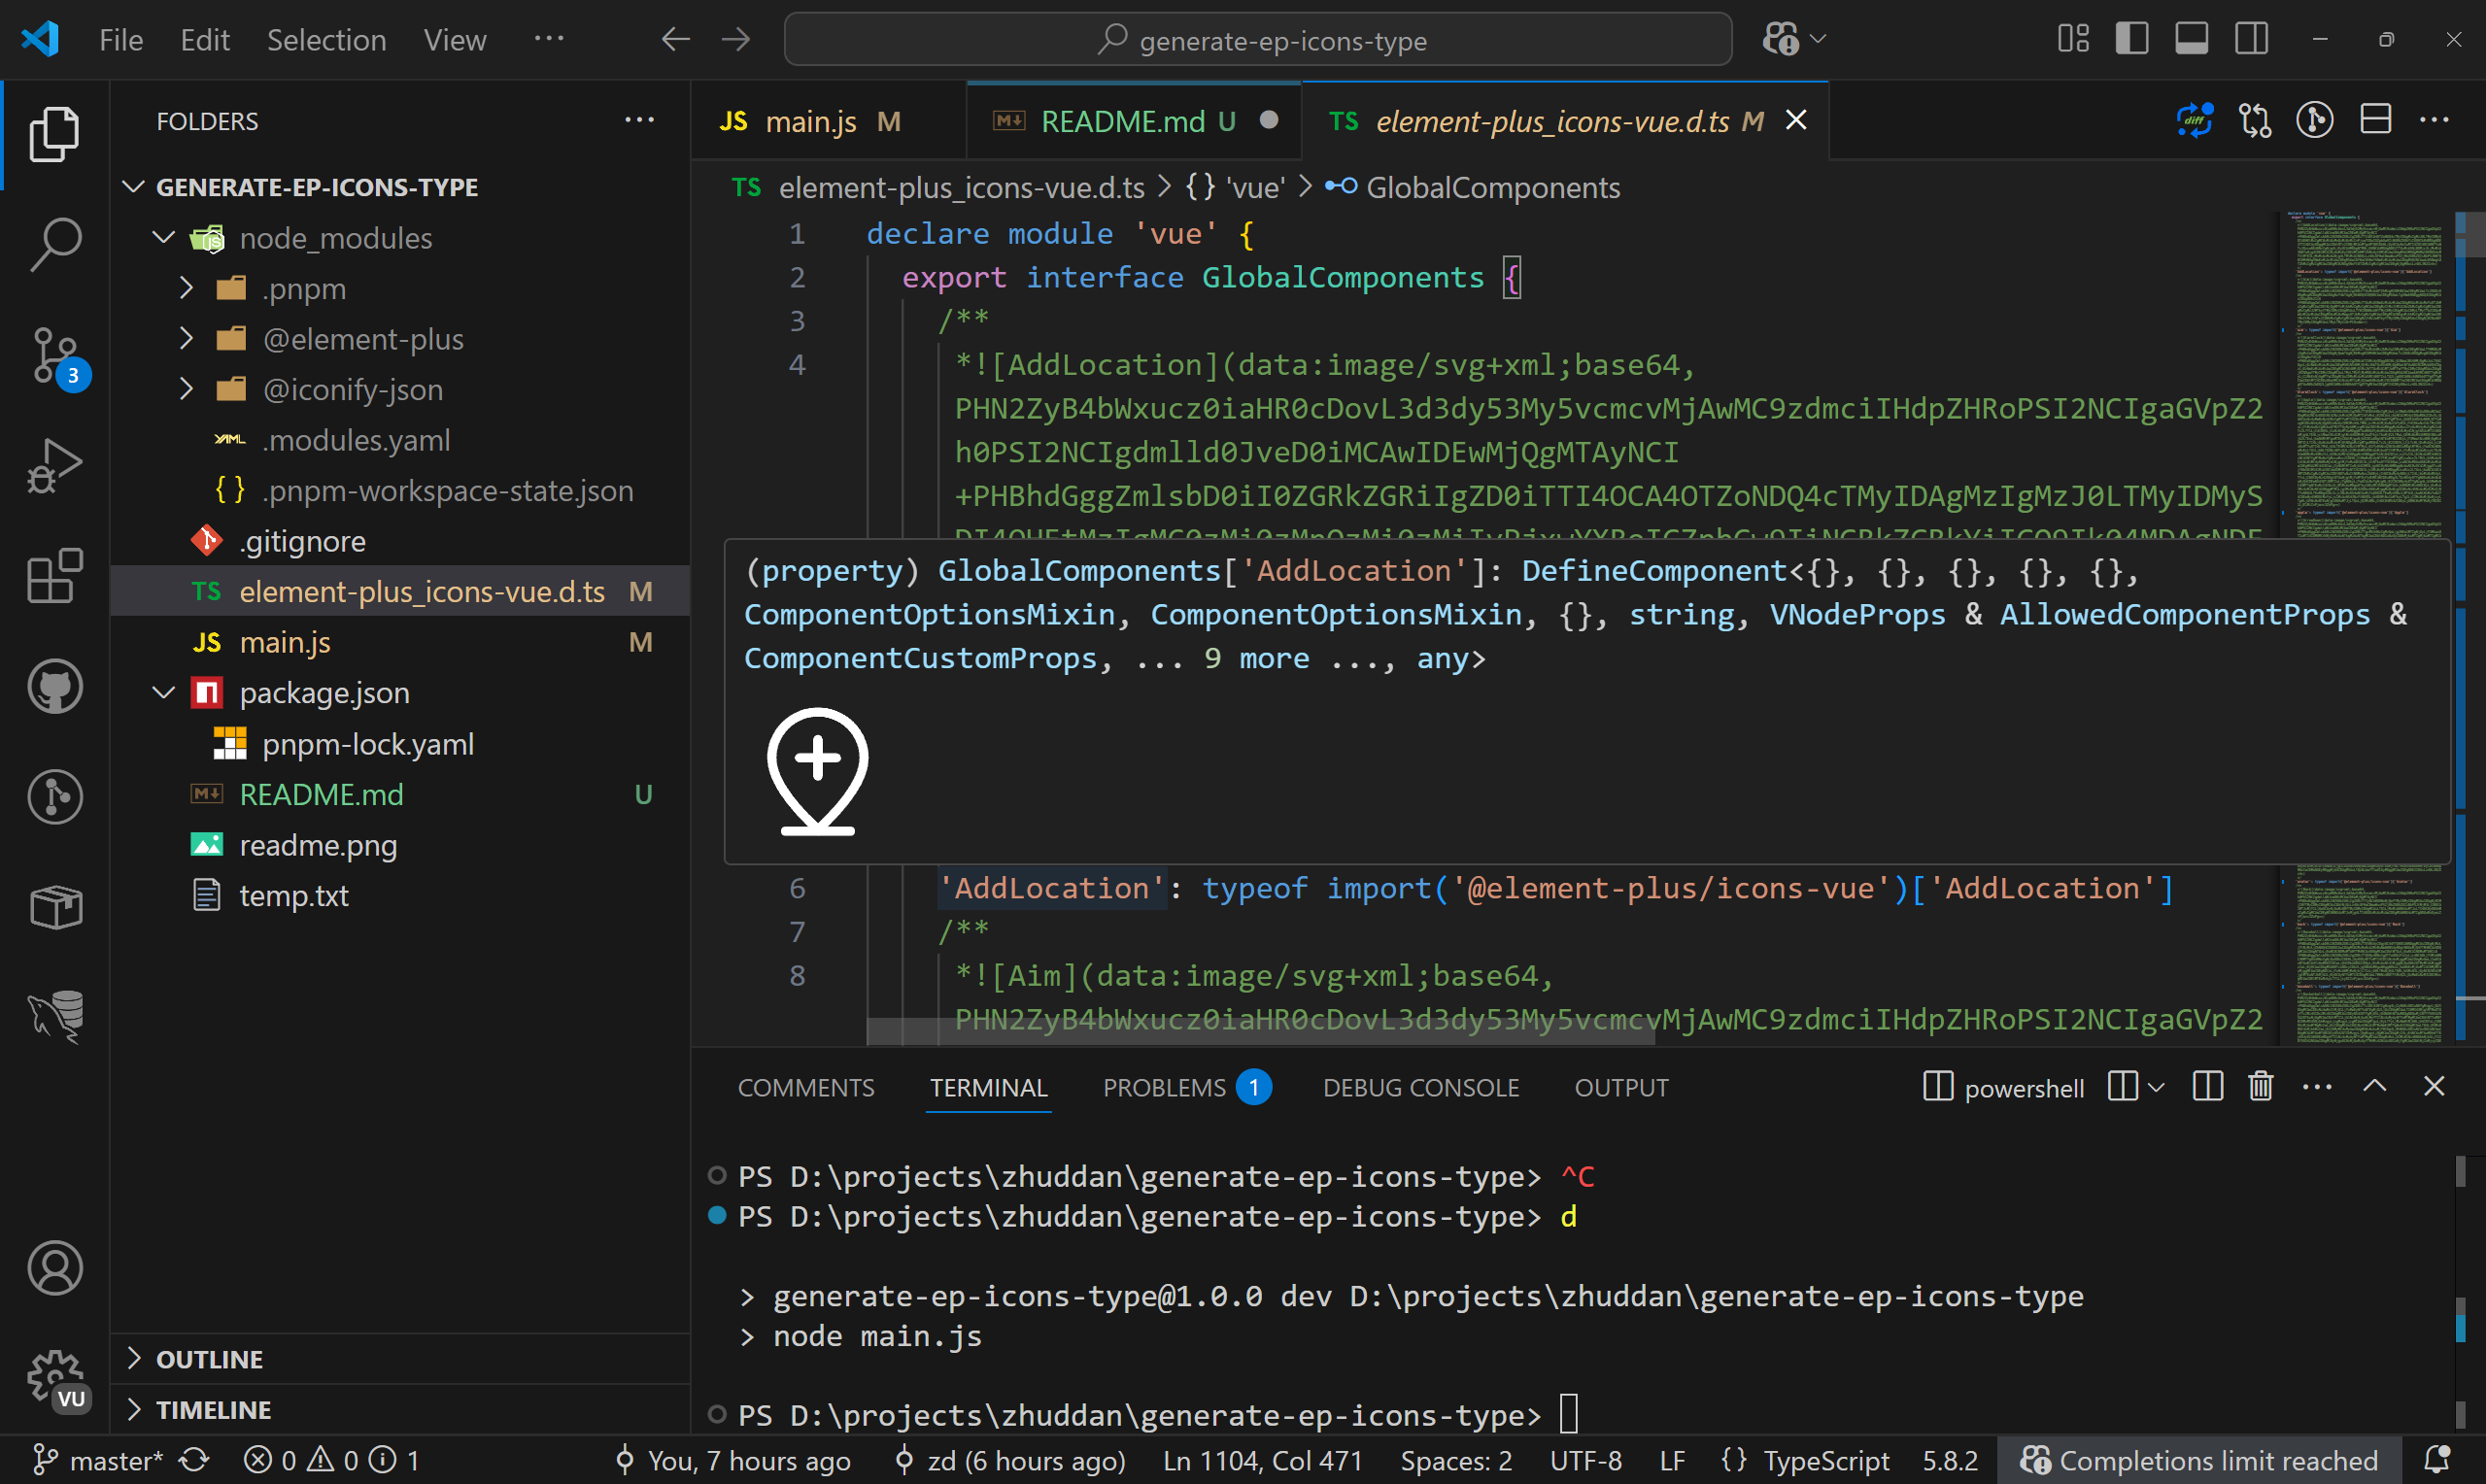 File Edit Selection View ···
generate-ep-icons-type
FOLDERS
GENERATE-EP-ICONS-TYPE
node_modules
.pnpm
@element-plus
@iconify-json
.modules.yaml
.pnpm-workspace-state.json
.gitignore
TS element-plus_icons-vue.d.ts M
JS main.js M
package.json
pnpm-lock.yaml
README.md U
readme.png
temp.txt
OUTLINE
TIMELINE
3
VU
JS main.js M
README.md U
TS element-plus_icons-vue.d.ts M
diff
TS element-plus_icons-vue.d.ts > {} 'vue' > GlobalComponents
1 declare module 'vue' {
2 export interface GlobalComponents {
3 /**
4 *![AddLocation](data:image/svg+xml;base64,
PHN2ZyB4bWxucz0iaHR0cDovL3d3dy53My5vcmcvMjAwMC9zdmciIHdpZHRoPSI2NCIgaGVpZ2
h0PSI2NCIgdmlld0JveD0iMCAwIDEwMjQgMTAyNCI
+PHBhdGggZmlsbD0iI0ZGRkZGRiIgZD0iTTI4OCA4OTZoNDQ4cTMyIDAgMzIgMzJ0LTMyIDMyS
(property) GlobalComponents['AddLocation']: DefineComponent<{}, {}, {}, {}, {},
ComponentOptionsMixin, ComponentOptionsMixin, {}, string, VNodeProps & AllowedComponentProps &
ComponentCustomProps, ... 9 more ..., any>
6 'AddLocation': typeof import('@element-plus/icons-vue')['AddLocation']
7 /**
8 *![Aim](data:image/svg+xml;base64,
PHN2ZyB4bWxucz0iaHR0cDovL3d3dy53My5vcmcvMjAwMC9zdmciIHdpZHRoPSI2NCIgaGVpZ2
COMMENTS TERMINAL PROBLEMS 1 DEBUG CONSOLE OUTPUT
powershell
PS D:\projects\zhuddan\generate-ep-icons-type> ^C
PS D:\projects\zhuddan\generate-ep-icons-type> d
> generate-ep-icons-type@1.0.0 dev D:\projects\zhuddan\generate-ep-icons-type
> node main.js
PS D:\projects\zhuddan\generate-ep-icons-type>
master* 0 0 1 You, 7 hours ago zd (6 hours ago) Ln 1104, Col 471 Spaces: 2 UTF-8 LF {} TypeScript 5.8.2 Completions limit reached